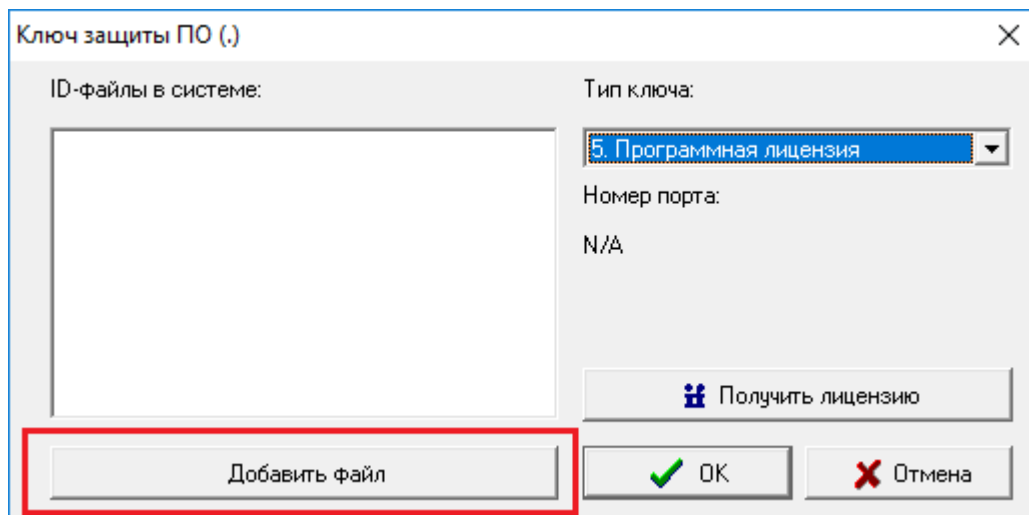 Ключ защиты ПО (.)
ID-файлы в системе:
Тип ключа:
5. Программная лицензия
Номер порта:
N/A
Получить лицензию
Добавить файл
OK
Отмена